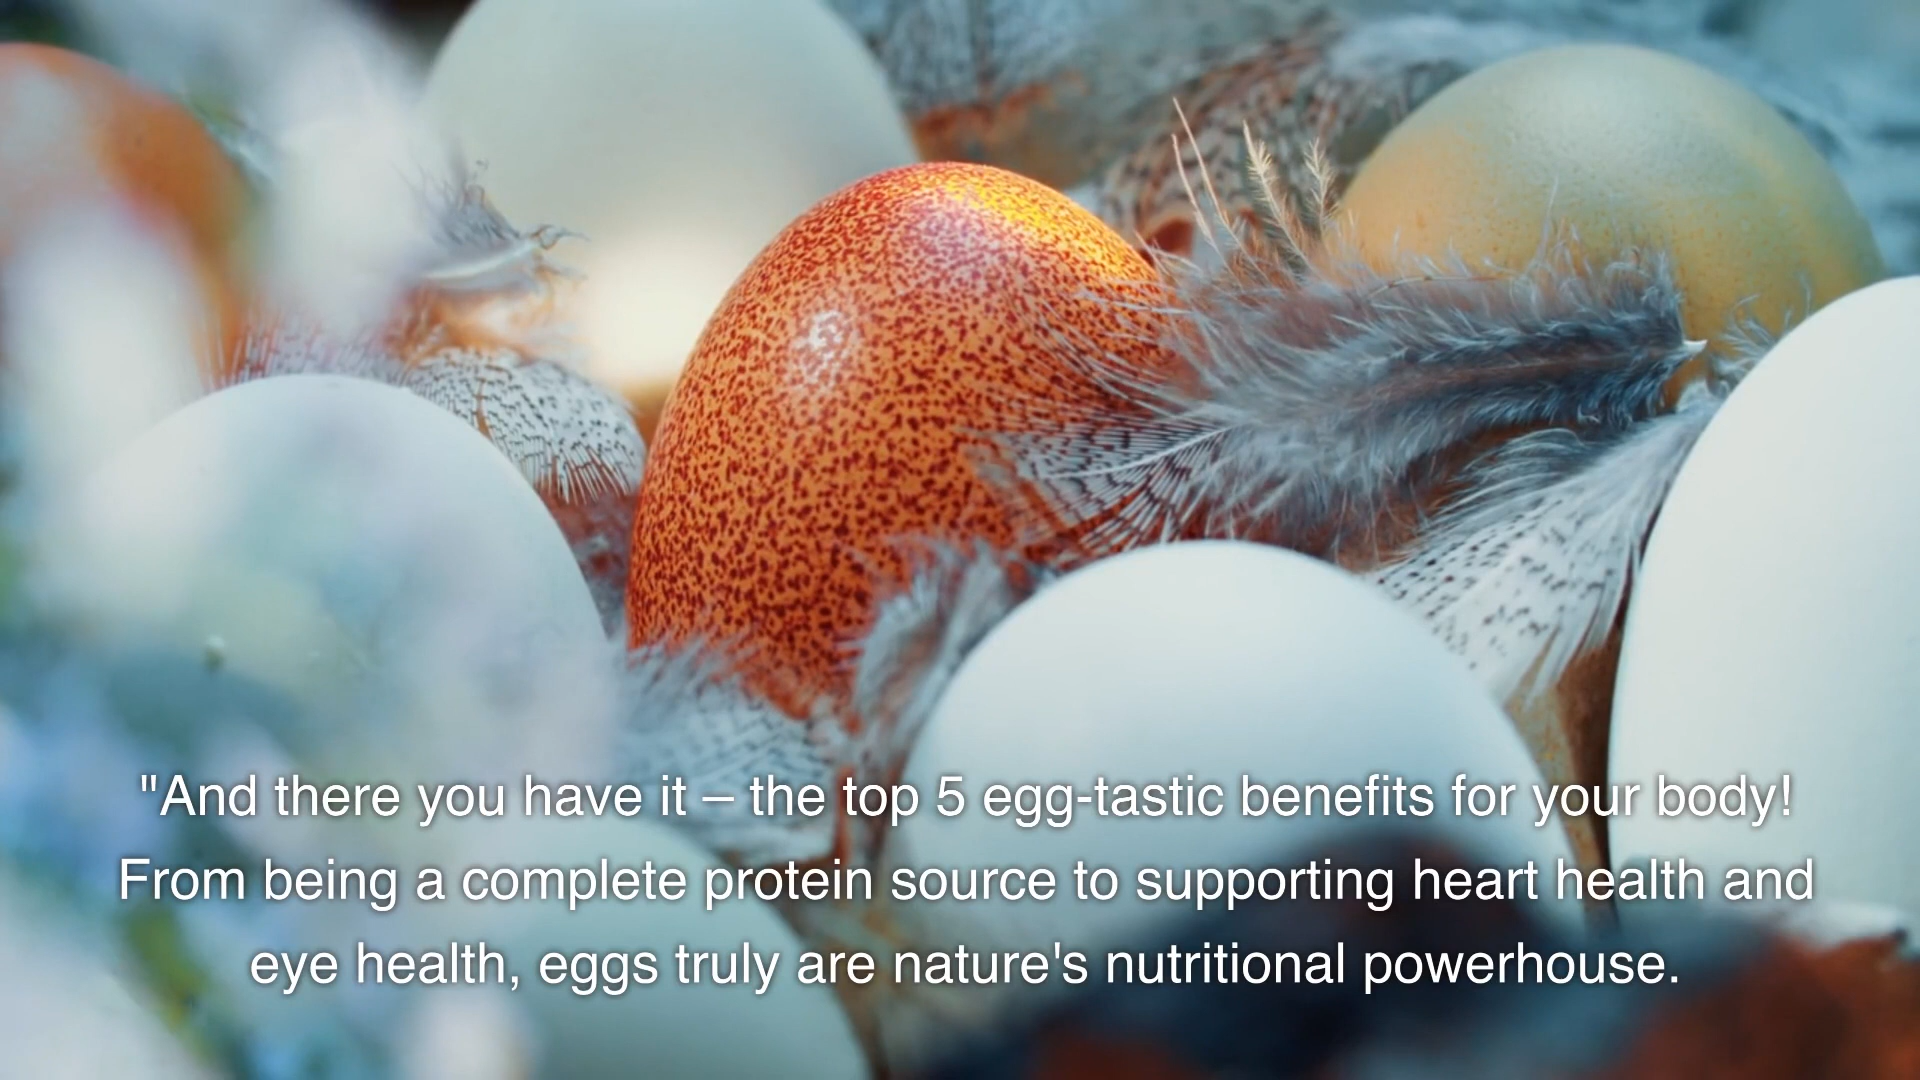 "And there you have it – the top 5 egg-tastic benefits for your body!
From being a complete protein source to supporting heart health and
eye health, eggs truly are nature's nutritional powerhouse.